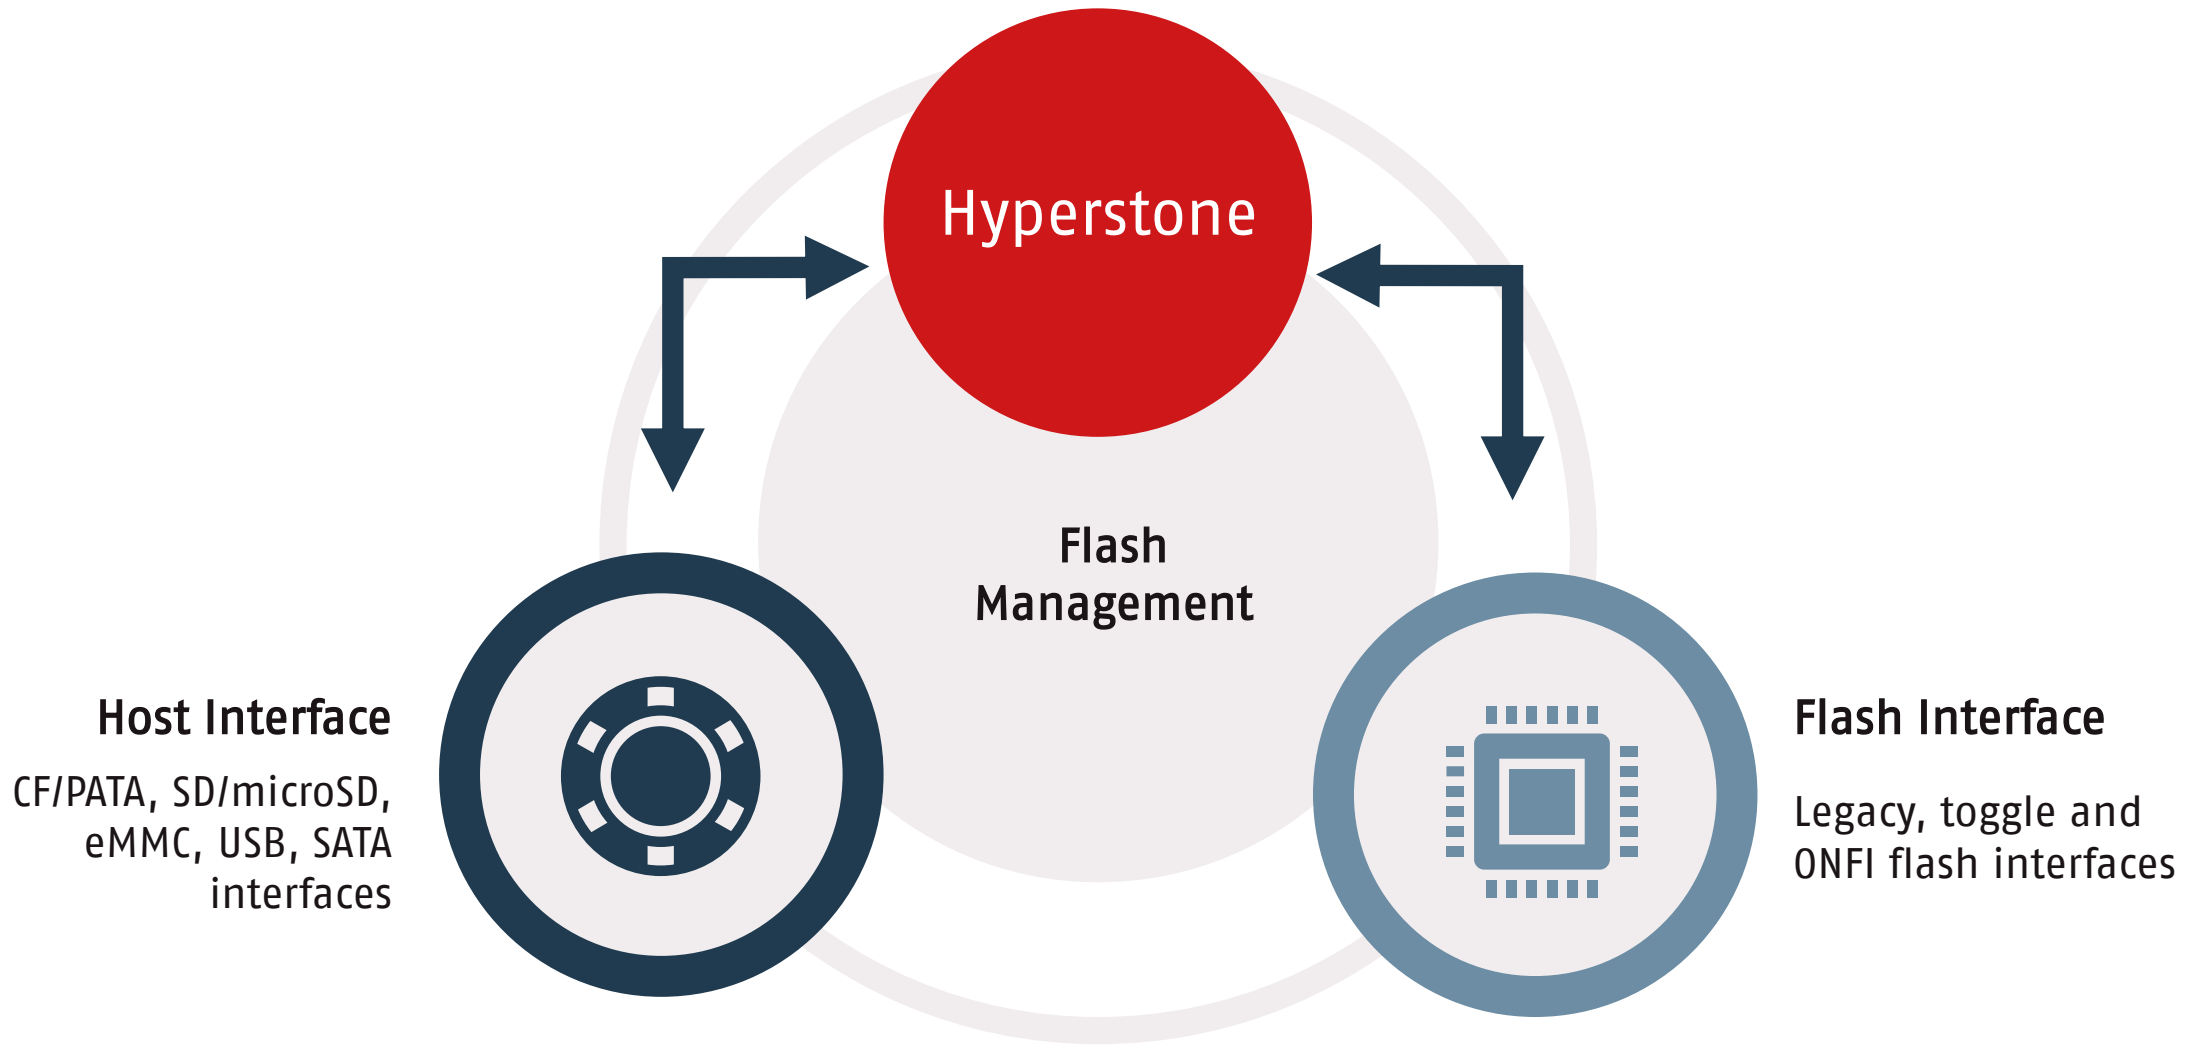 Hyperstone
Flash
Management
Host Interface
CF/PATA, SD/microSD,
eMMC, USB, SATA
interfaces
Flash Interface
Legacy, toggle and
ONFI flash interfaces